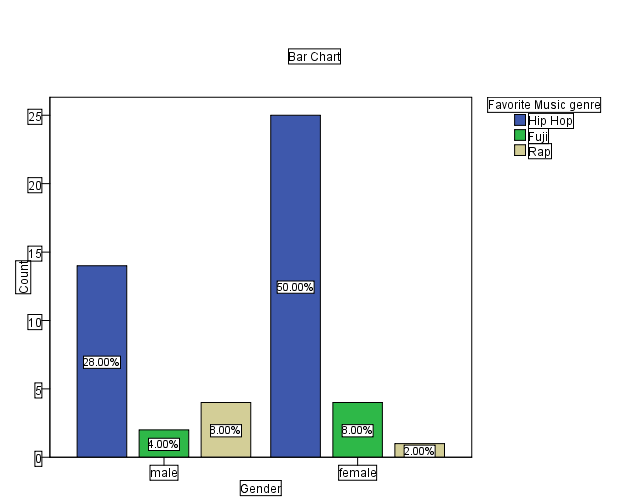 Bar Chart
Favorite Music genre
Hip Hop
Fuji
Rap
25
20
15
10
5
0
Count
28.00%
4.00%
8.00%
50.00%
8.00%
2.00%
male
female
Gender